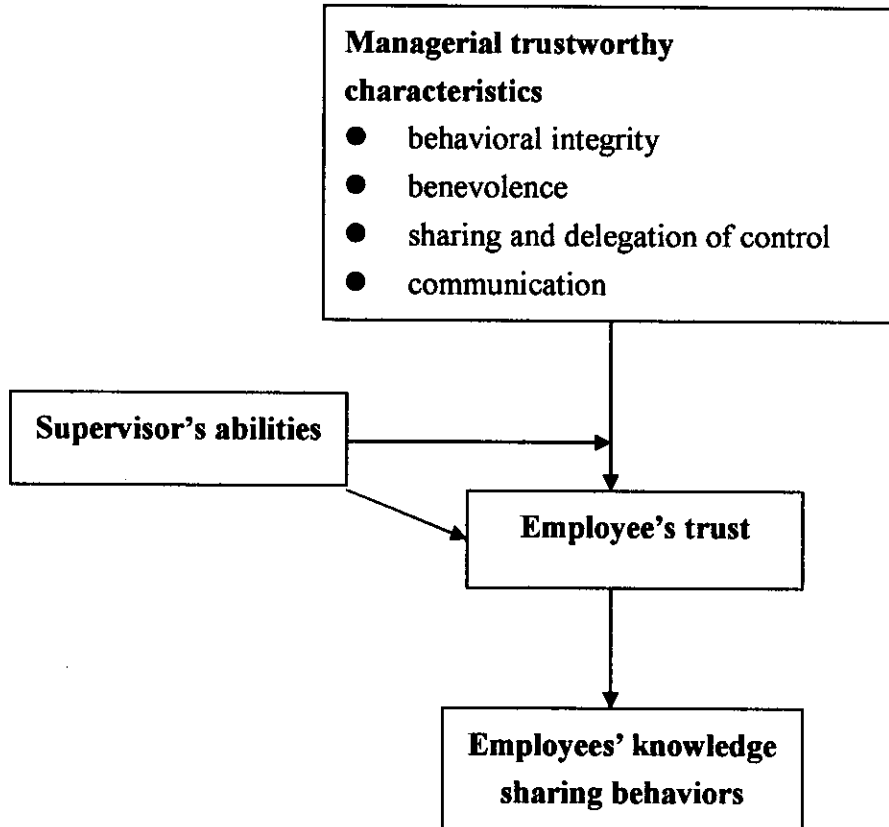 Managerial trustworthy
characteristics
● behavioral integrity
● benevolence
● sharing and delegation of control
● communication
Supervisor’s abilities
Employee’s trust
Employees’ knowledge
sharing behaviors